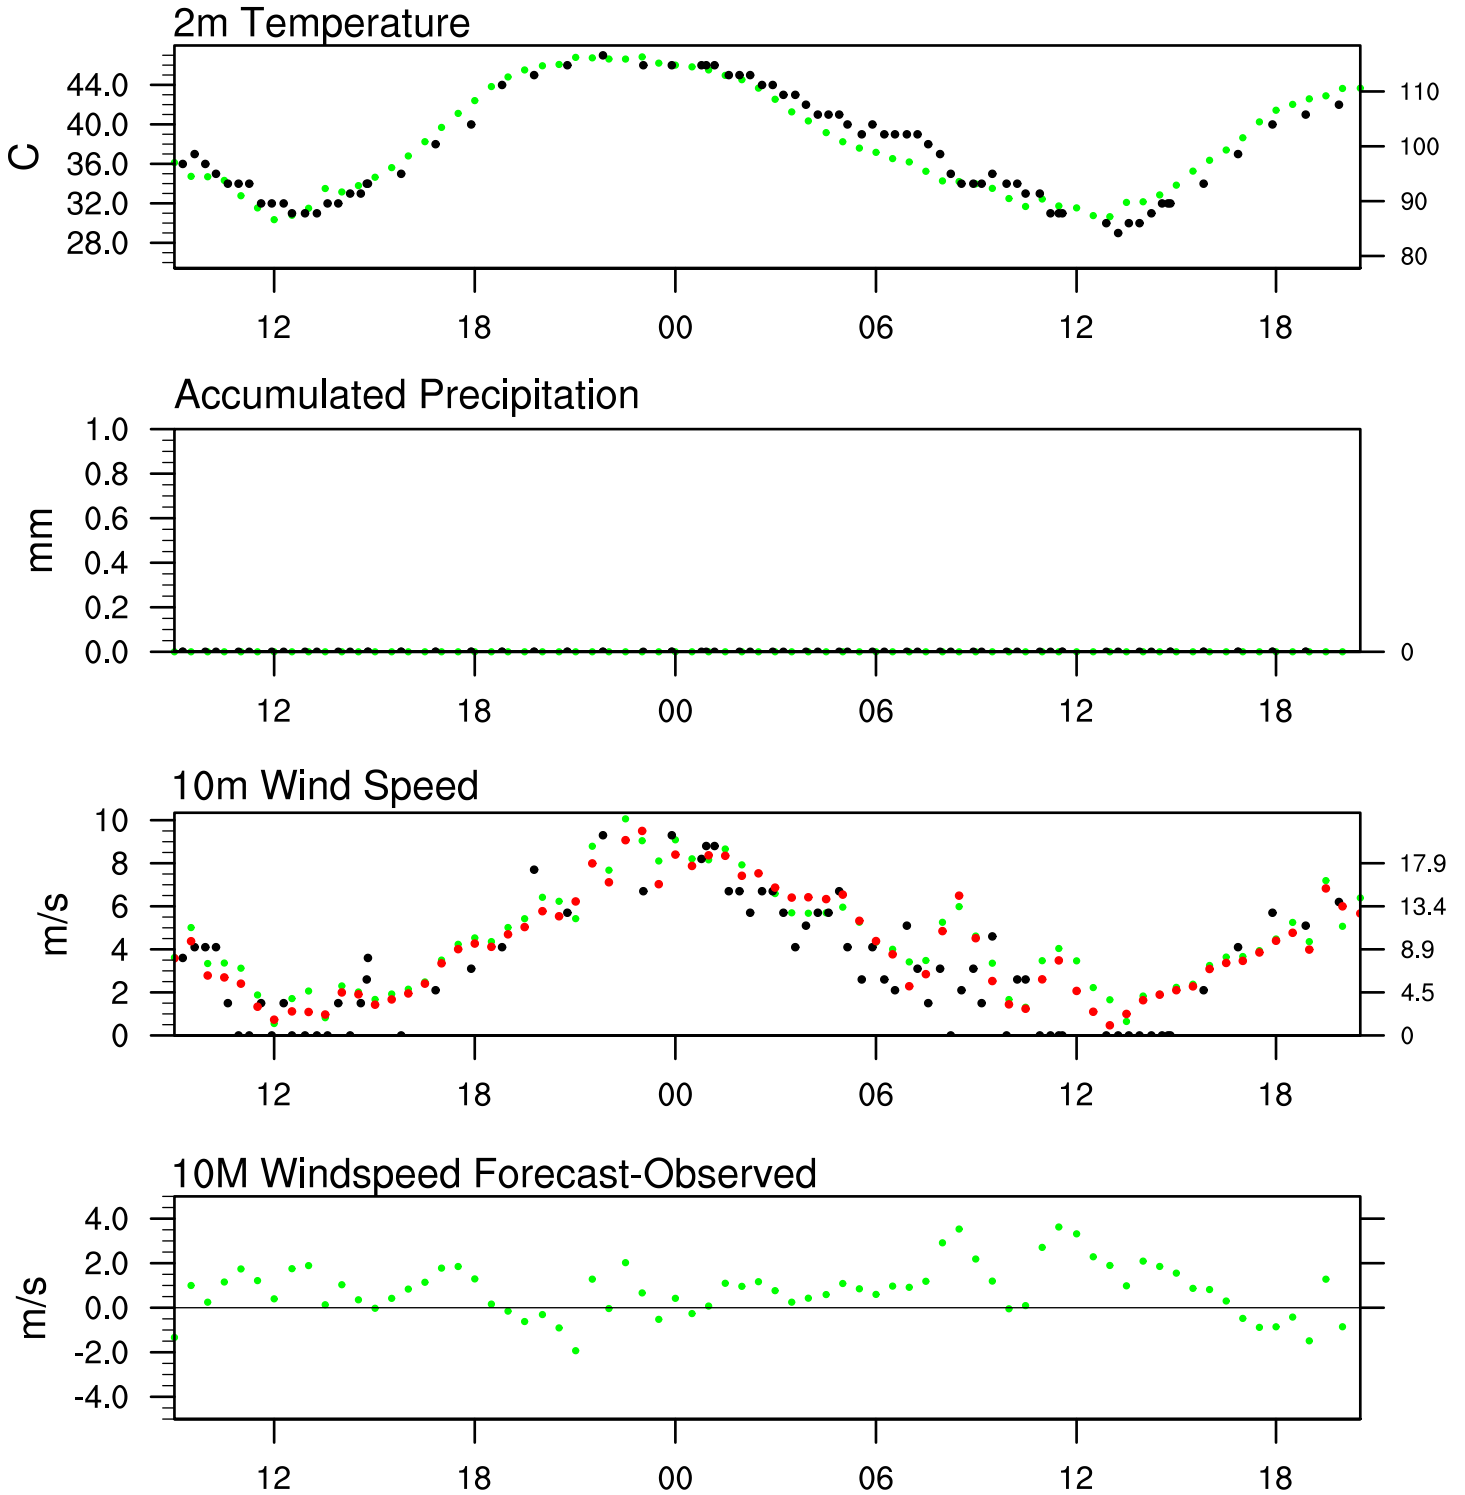 2m Temperature
44.0
40.0
36.0
32.0
28.0
C
110
100
90
80
12 18 00 06 12 18
Accumulated Precipitation
1.0
0.8
0.6
0.4
0.2
0.0
mm
0
12 18 00 06 12 18
10m Wind Speed
10
8
6
4
2
0
m/s
17.9
13.4
8.9
4.5
0
12 18 00 06 12 18
10M Windspeed Forecast-Observed
4.0
2.0
0.0
-2.0
-4.0
m/s
12 18 00 06 12 18